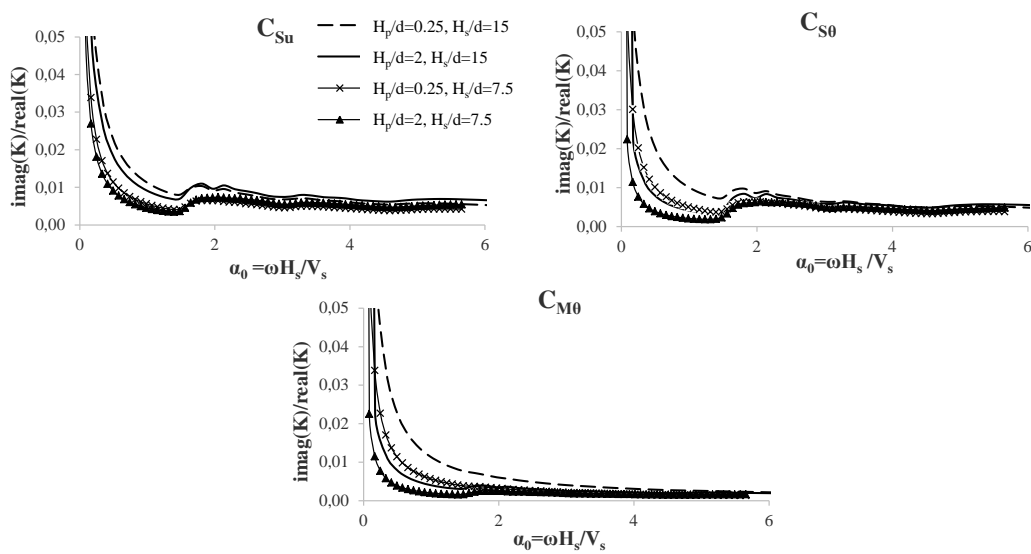 C_Su
H_p/d=0.25, H_s/d=15
H_p/d=2, H_s/d=15
H_p/d=0.25, H_s/d=7.5
H_p/d=2, H_s/d=7.5
imag(K)/real(K)
0,05
0,04
0,03
0,02
0,01
0,00
0
2
4
6
α_0 =ωH_s/V_s
C_Sθ
imag(K)/real(K)
0,05
0,04
0,03
0,02
0,01
0,00
0
2
4
6
α_0=ωH_s/V_s
C_Mθ
imag(K)/real(K)
0,05
0,04
0,03
0,02
0,01
0,00
0
2
4
6
α_0=ωH_s/V_s